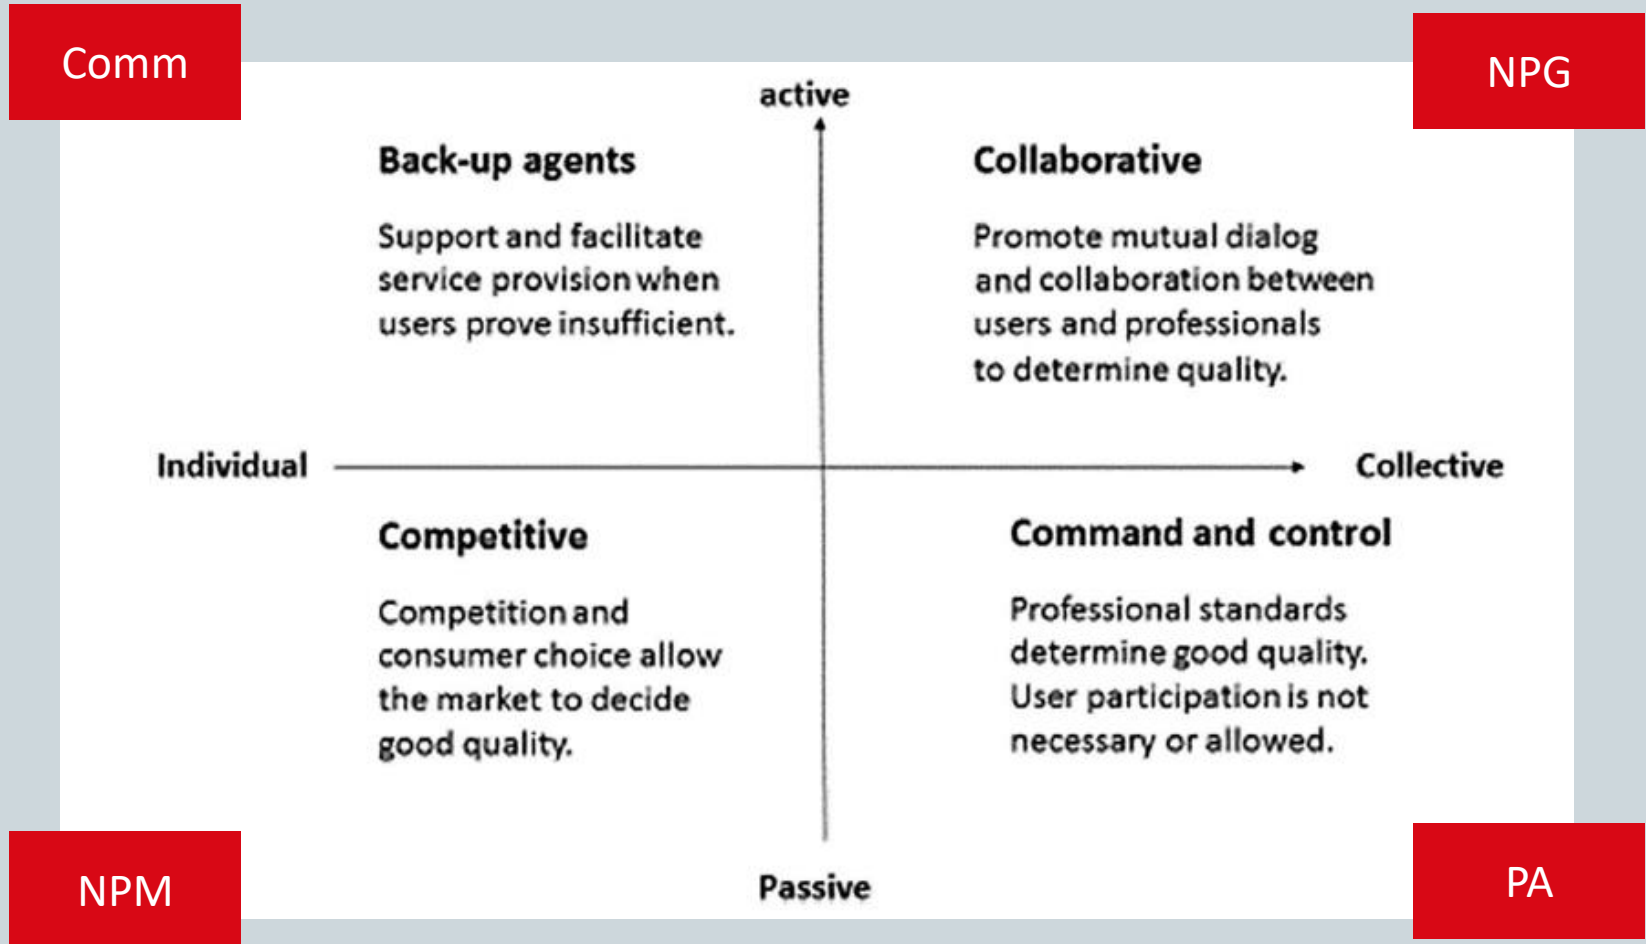 Comm
NPG
active
Back-up agents
Support and facilitate
service provision when
users prove insufficient.
Collaborative
Promote mutual dialog
and collaboration between
users and professionals
to determine quality.
Individual
Collective
Competitive
Competition and
consumer choice allow
the market to decide
good quality.
Command and control
Professional standards
determine good quality.
User participation is not
necessary or allowed.
NPM
Passive
PA